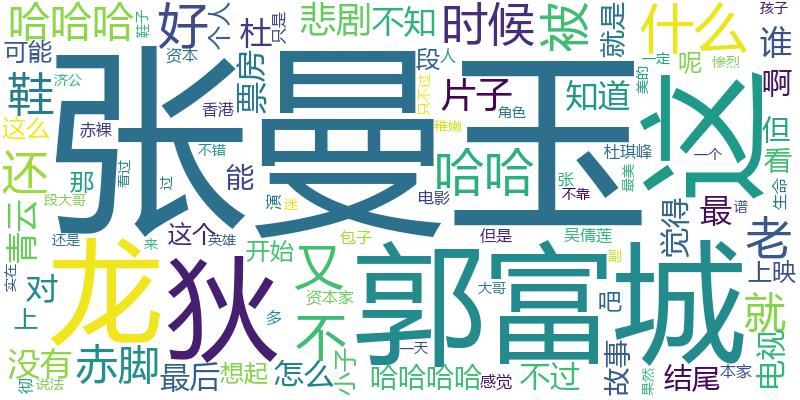 哈哈哈
鞋子
好
个人
杜
只是
悲剧
不知
时候
被
就是
什么
谁
孩子
可能
资本
票房
段
人
呢
一定
惨烈
鞋
济公
张曼玉
片子
只不过
知道
美的
这
啊
这么
赤裸
香港
稚嫩
角色
但
还
不错
哈哈
杜琪峰
一个
看
那
看过
能
张
最美
段大哥
过
演
迷
电影
不靠
生命
青云
还是
来
这个
英雄
包子
但是
吴倩莲
觉得
最
谱
老
实在
对
龙
狄
开始
又
郭富城
副
上映
上
多
资本家
大哥
吧
就
不
没有
赤脚
最后
想起
怎么
小子
一天
哈哈哈哈
感觉
不过
故事
果然
结尾
本家
电视
彻
说法